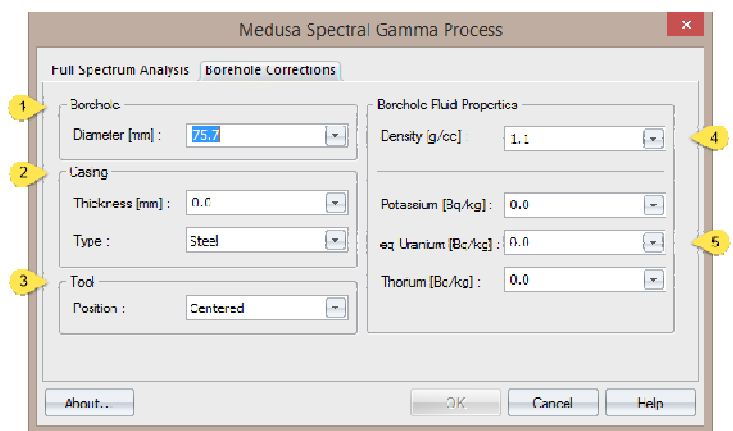 Medusa Spectral Gamma Process
Full Spectrum Analysis Borehole Corrections
1
Borehole
Diameter [mm] : 75.7
2
Casing
Thickness [mm] : 0.0
Type : Steel
3
Tool
Position : Centered
Borehole Fluid Properties
4
Density [g/cc] : 1.1
Potassium [Bq/kg] : 0.0
5
eq Uranium [Bq/kg] : 0.0
Thorium [Bq/kg] : 0.0
About...
OK
Cancel
Help